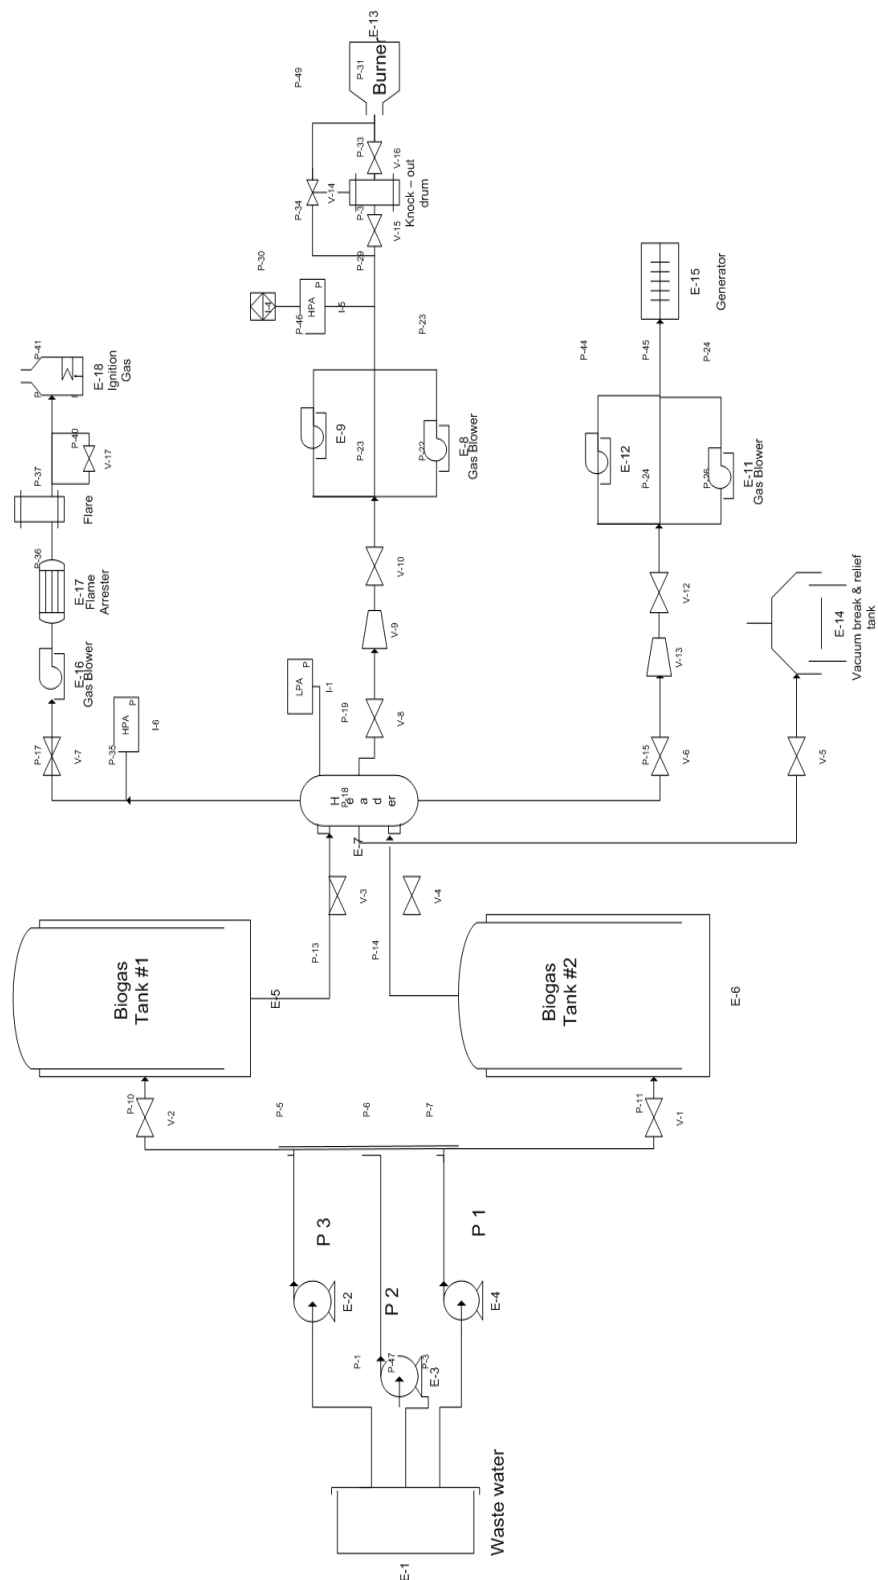 E-13
Burner
P-31
P-49
P-33
V-16
V-14
P-34
P-3
Knock – out
drum
V-15
P-29
P-30
I-4
P-46
HPA
P
I-5
P-23
E-15
Generator
P-41
E-18
Ignition
Gas
P-40
V-17
P-37
Flare
P-36
E-17
Flame
Arrester
E-16
Gas Blower
E-9
P-23
P-22
E-8
Gas Blower
P-44
P-45
P-24
E-12
P-24
P-26
E-11
Gas Blower
V-10
V-9
V-12
V-13
E-14
Vacuum break & relief
tank
LPA
P
I-1
P-19
V-8
HPA
P
I-6
P-35
P-17
V-7
P-15
V-6
V-5
Header
P-18
E-7
V-3
V-4
P-13
P-14
Biogas
Tank #1
E-5
Biogas
Tank #2
E-6
P-10
V-2
P-5
P-6
P-7
P-11
V-1
P 3
P 2
P 1
E-2
E-4
P-1
P-47
P-3
E-3
Waste water
E-1